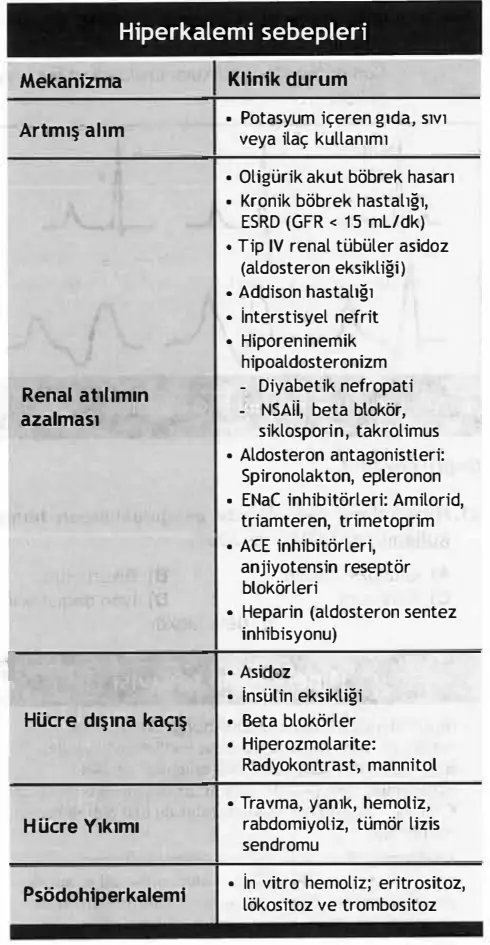 Hiperkalemi sebepleri
Mekanizma
Klinik durum
Artmış alım
• Potasyum içeren gıda, sıvı
veya ilaç kullanımı
Renal atılımın
azalması
• Oligürik akut böbrek hasarı
• Kronik böbrek hastalığı,
ESRD (GFR < 15 mL/dk)
• Tip IV renal tübüler asidoz
(aldosteron eksikliği)
• Addison hastalığı
• İnterstisyel nefrit
• Hiporeninemik
hipoaldosteronizm
- Diyabetik nefropati
- NSAİİ, beta blokör,
siklosporin, takrolimus
• Aldosteron antagonistleri:
Spironolakton, epleronon
• ENaC inhibitörleri: Amilorid,
triamteren, trimetoprim
• ACE inhibitörleri,
anjiyotensin reseptör
blokörleri
• Heparin (aldosteron sentez
inhibisyonu)
Hücre dışına kaçış
• Asidoz
• İnsülin eksikliği
• Beta blokörler
• Hiperozmolarite:
Radyokontrast, mannitol
Hücre Yıkımı
• Travma, yanık, hemoliz,
rabdomiyoliz, tümör lizis
sendromu
Psödohiperkalemi
• İn vitro hemoliz; eritrositoz,
lökositoz ve trombositoz